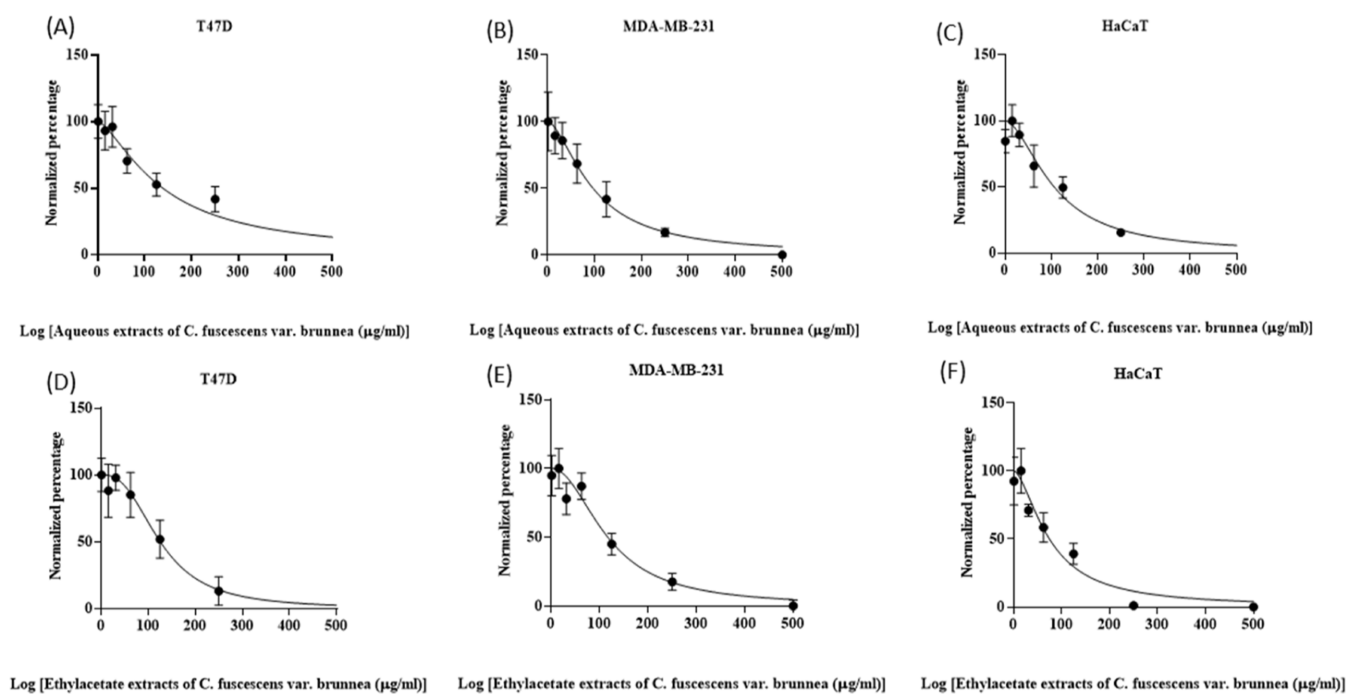 (A)
T47D
Normalized percentage
150
100
50
0
0 100 200 300 400 500
Log [Aqueous extracts of C. fuscescens var. brunnea (µg/ml)]
(B)
MDA-MB-231
Normalized percentage
150
100
50
0
0 100 200 300 400 500
Log [Aqueous extracts of C. fuscescens var. brunnea (µg/ml)]
(C)
HaCaT
Normalized percentage
150
100
50
0
0 100 200 300 400 500
Log [Aqueous extracts of C. fuscescens var. brunnea (µg/ml)]
(D)
T47D
Normalized percentage
150
100
50
0
0 100 200 300 400 500
Log [Ethylacetate extracts of C. fuscescens var. brunnea (µg/ml)]
(E)
MDA-MB-231
Normalized percentage
150
100
50
0
0 100 200 300 400 500
Log [Ethylacetate extracts of C. fuscescens var. brunnea (µg/ml)]
(F)
HaCaT
Normalized percentage
150
100
50
0
0 100 200 300 400 500
Log [Ethylacetate extracts of C. fuscescens var. brunnea (µg/ml)]